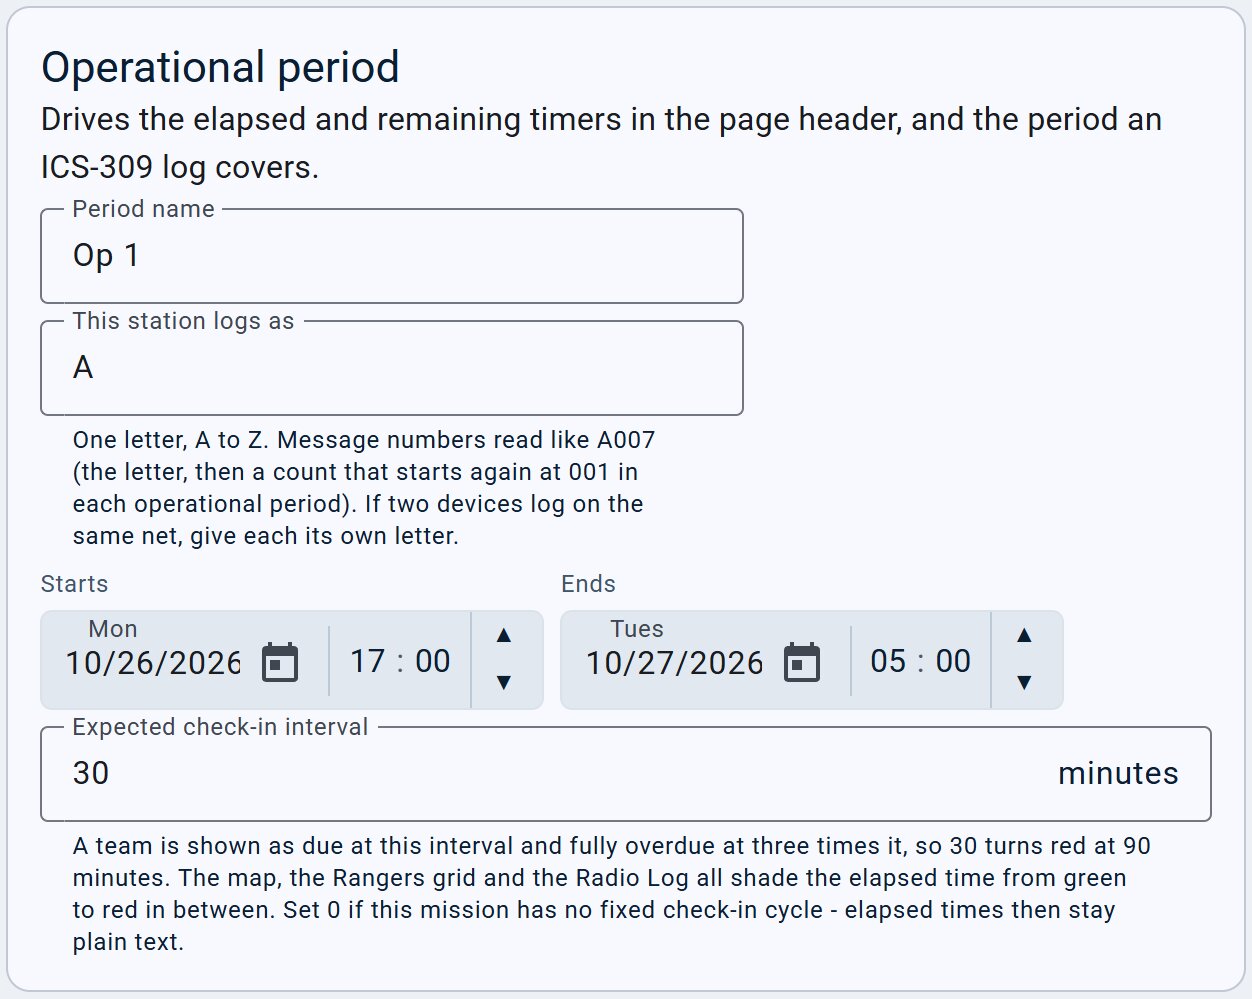 Operational period
Drives the elapsed and remaining timers in the page header, and the period an
ICS-309 log covers.
Period name
Op 1
This station logs as
A
One letter, A to Z. Message numbers read like A007
(the letter, then a count that starts again at 001 in
each operational period). If two devices log on the
same net, give each its own letter.
Starts
Ends
Mon
10/26/2026
17 : 00
▲
▼
Tues
10/27/2026
05 : 00
▲
▼
Expected check-in interval
30
minutes
A team is shown as due at this interval and fully overdue at three times it, so 30 turns red at 90
minutes. The map, the Rangers grid and the Radio Log all shade the elapsed time from green
to red in between. Set 0 if this mission has no fixed check-in cycle - elapsed times then stay
plain text.